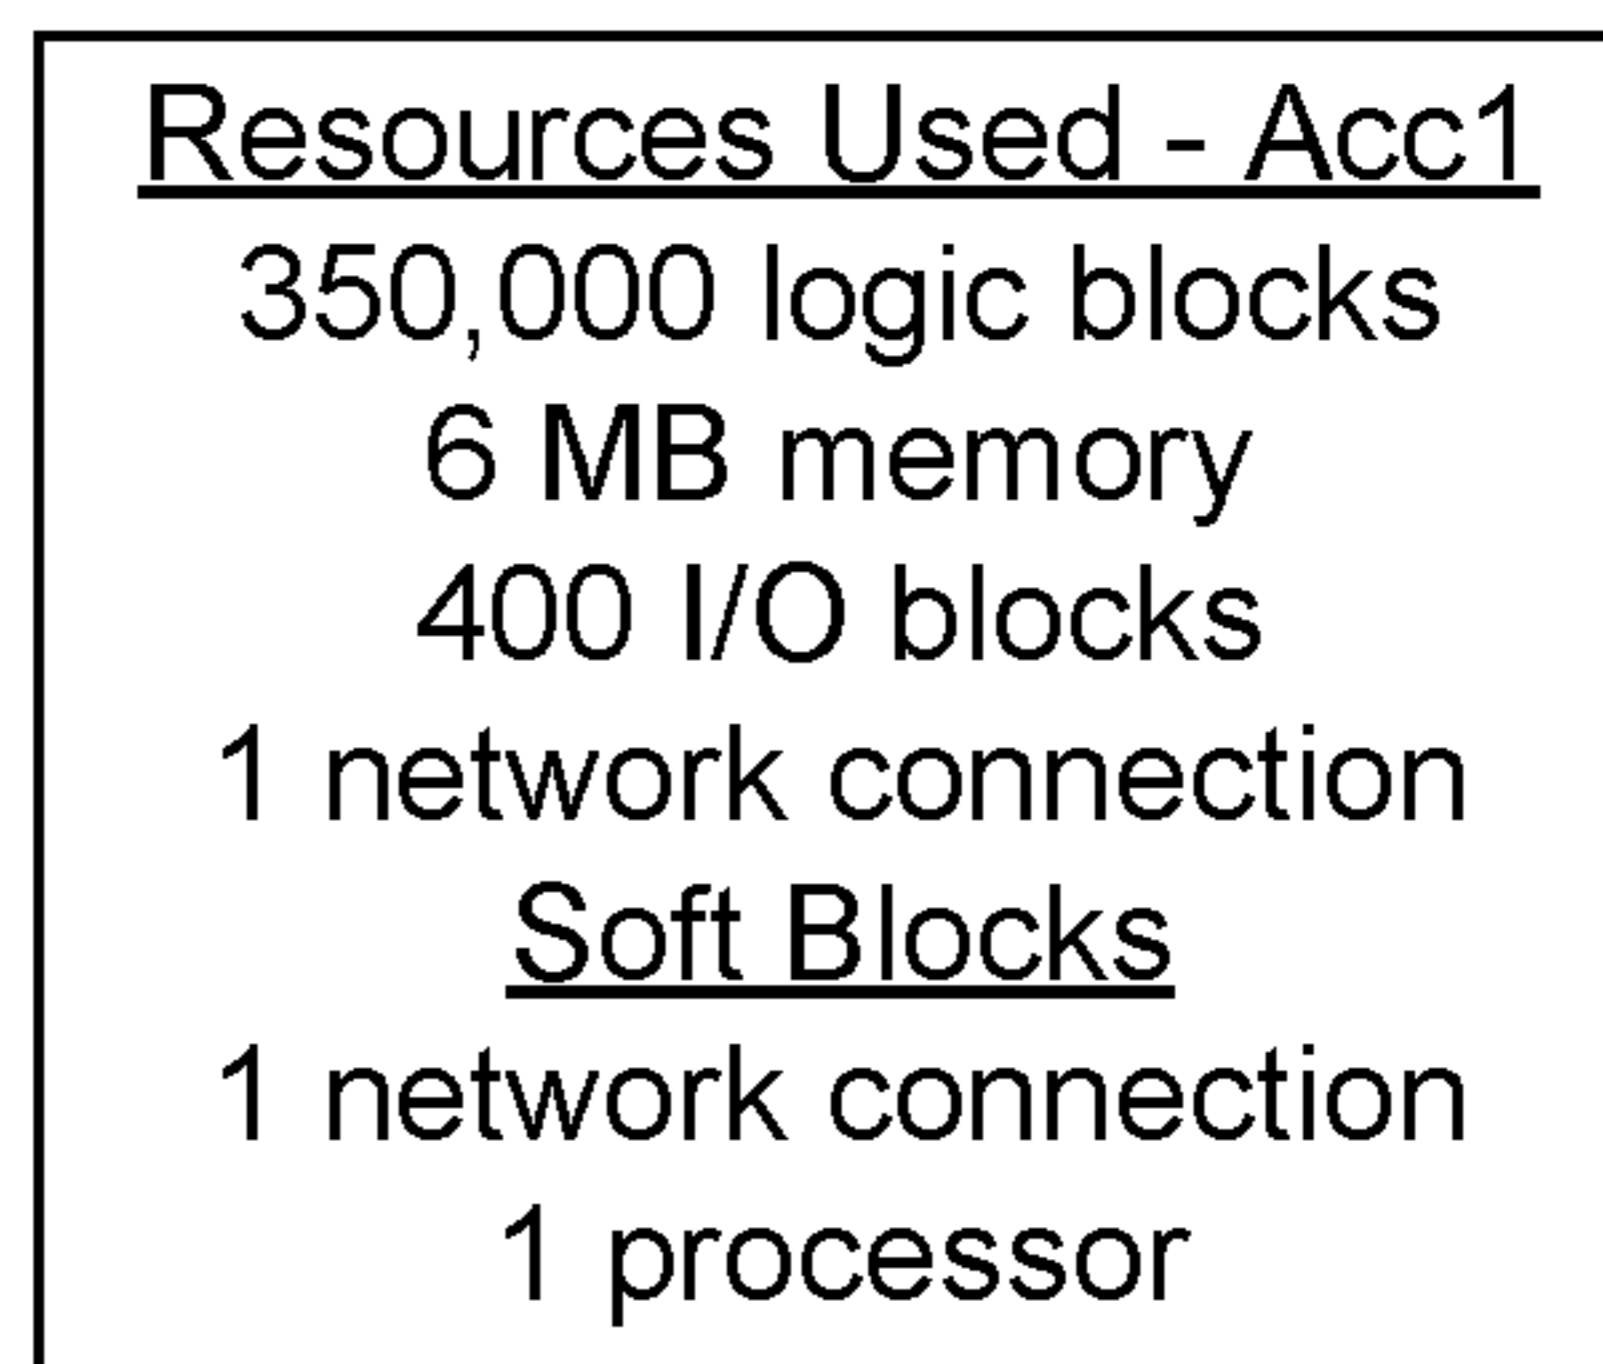 Resources Used - Acc1
350,000 logic blocks
6 MB memory
400 I/O blocks
1 network connection
Soft Blocks
1 network connection
1 processor